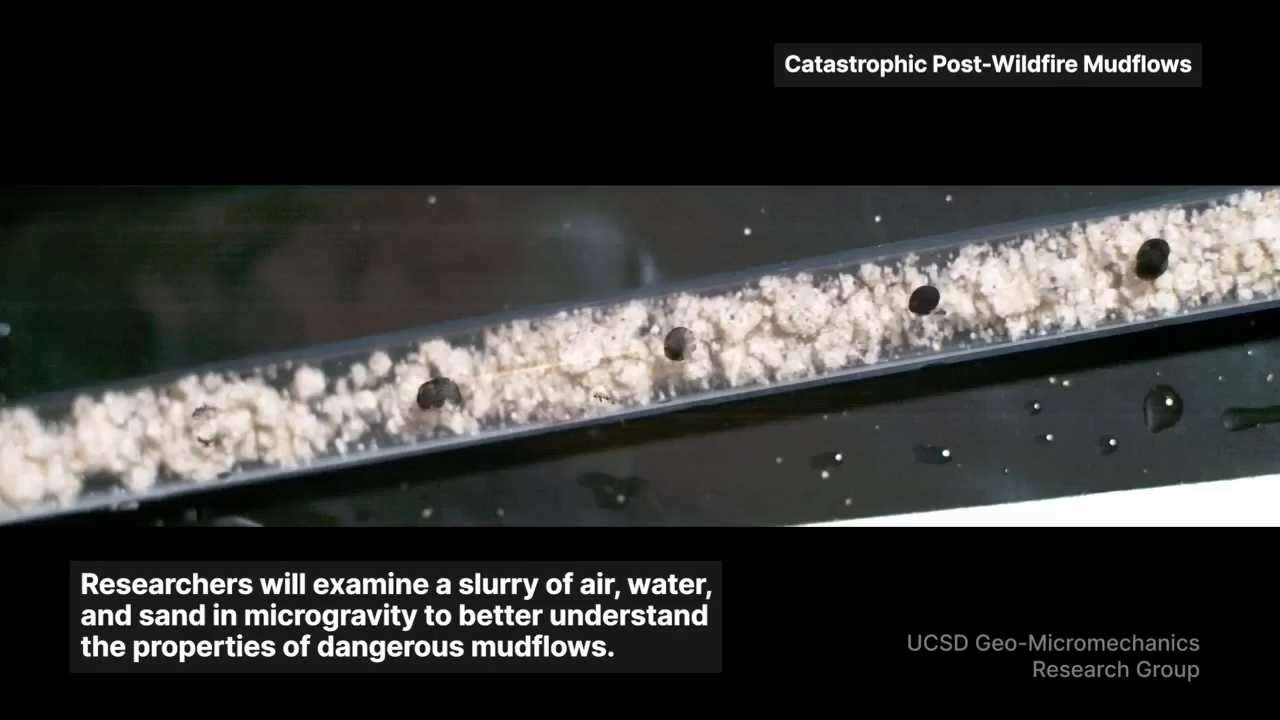 Catastrophic Post-Wildfire Mudflows
Researchers will examine a slurry of air, water,
and sand in microgravity to better understand
the properties of dangerous mudflows.
UCSD Geo-Micromechanics
Research Group